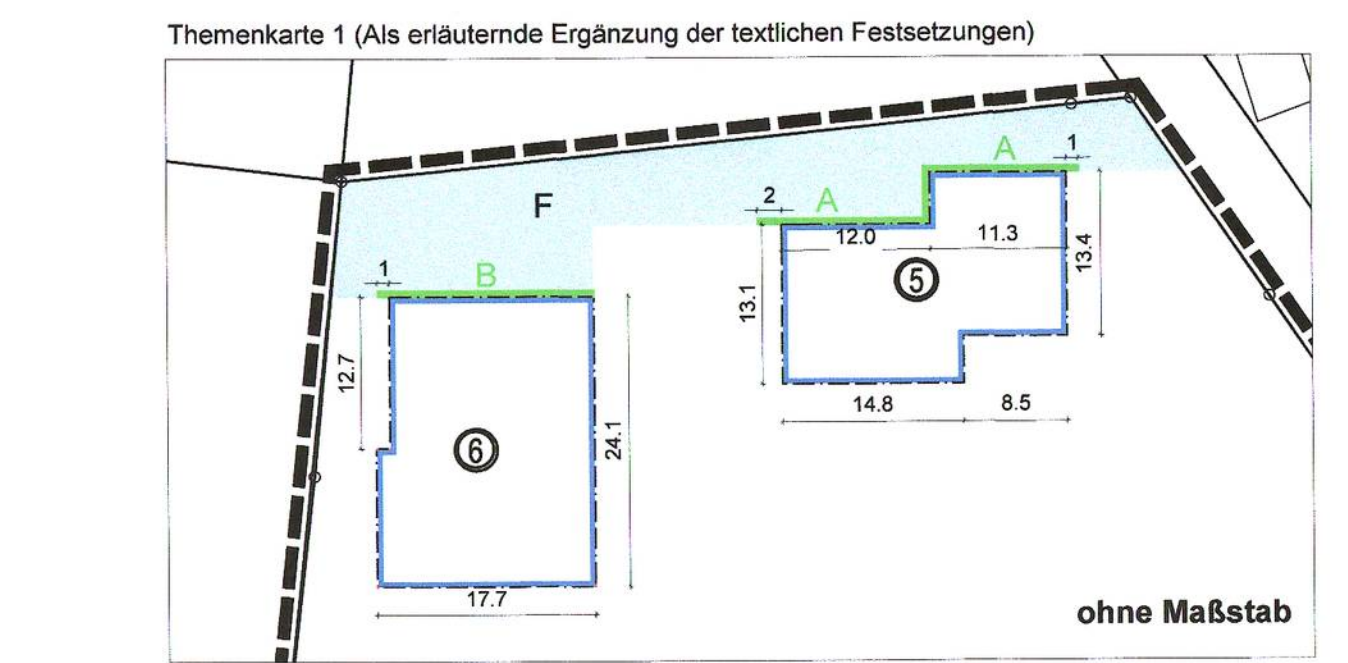 Themenkarte 1 (Als erläuternde Ergänzung der textlichen Festsetzungen)
A
1
2
A
F
12.0
11.3
13.4
1
B
5
13.1
12.7
14.8
8.5
24.1
6
17.7
ohne Maßstab